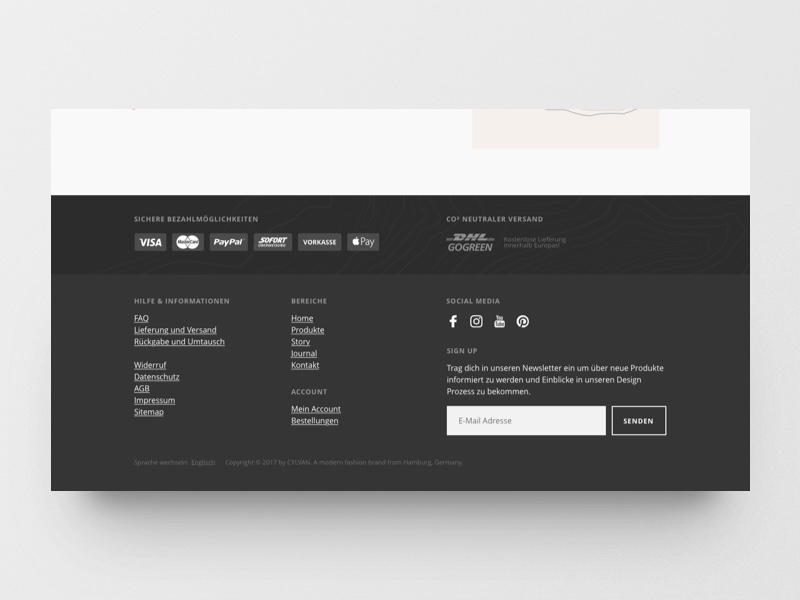 SICHERE BEZAHLMÖGLICHKEITEN
VISA
MasterCard
PayPal
SOFORT
ÜBERWEISUNG
VORKASSE
Pay
CO² NEUTRALER VERSAND
DHL
GOGREEN
Kostenlose Lieferung
innerhalb Europas!
HILFE & INFORMATIONEN
FAQ
Lieferung und Versand
Rückgabe und Umtausch
Widerruf
Datenschutz
AGB
Impressum
Sitemap
BEREICHE
Home
Produkte
Story
Journal
Kontakt
ACCOUNT
Mein Account
Bestellungen
SOCIAL MEDIA
You
Tube
SIGN UP
Trag dich in unseren Newsletter ein um über neue Produkte
informiert zu werden und Einblicke in unseren Design
Prozess zu bekommen.
E-Mail Adresse
SENDEN
Sprache wechseln: Englisch Copyright © 2017 by CYLVAN. A modern fashion brand from Hamburg, Germany.